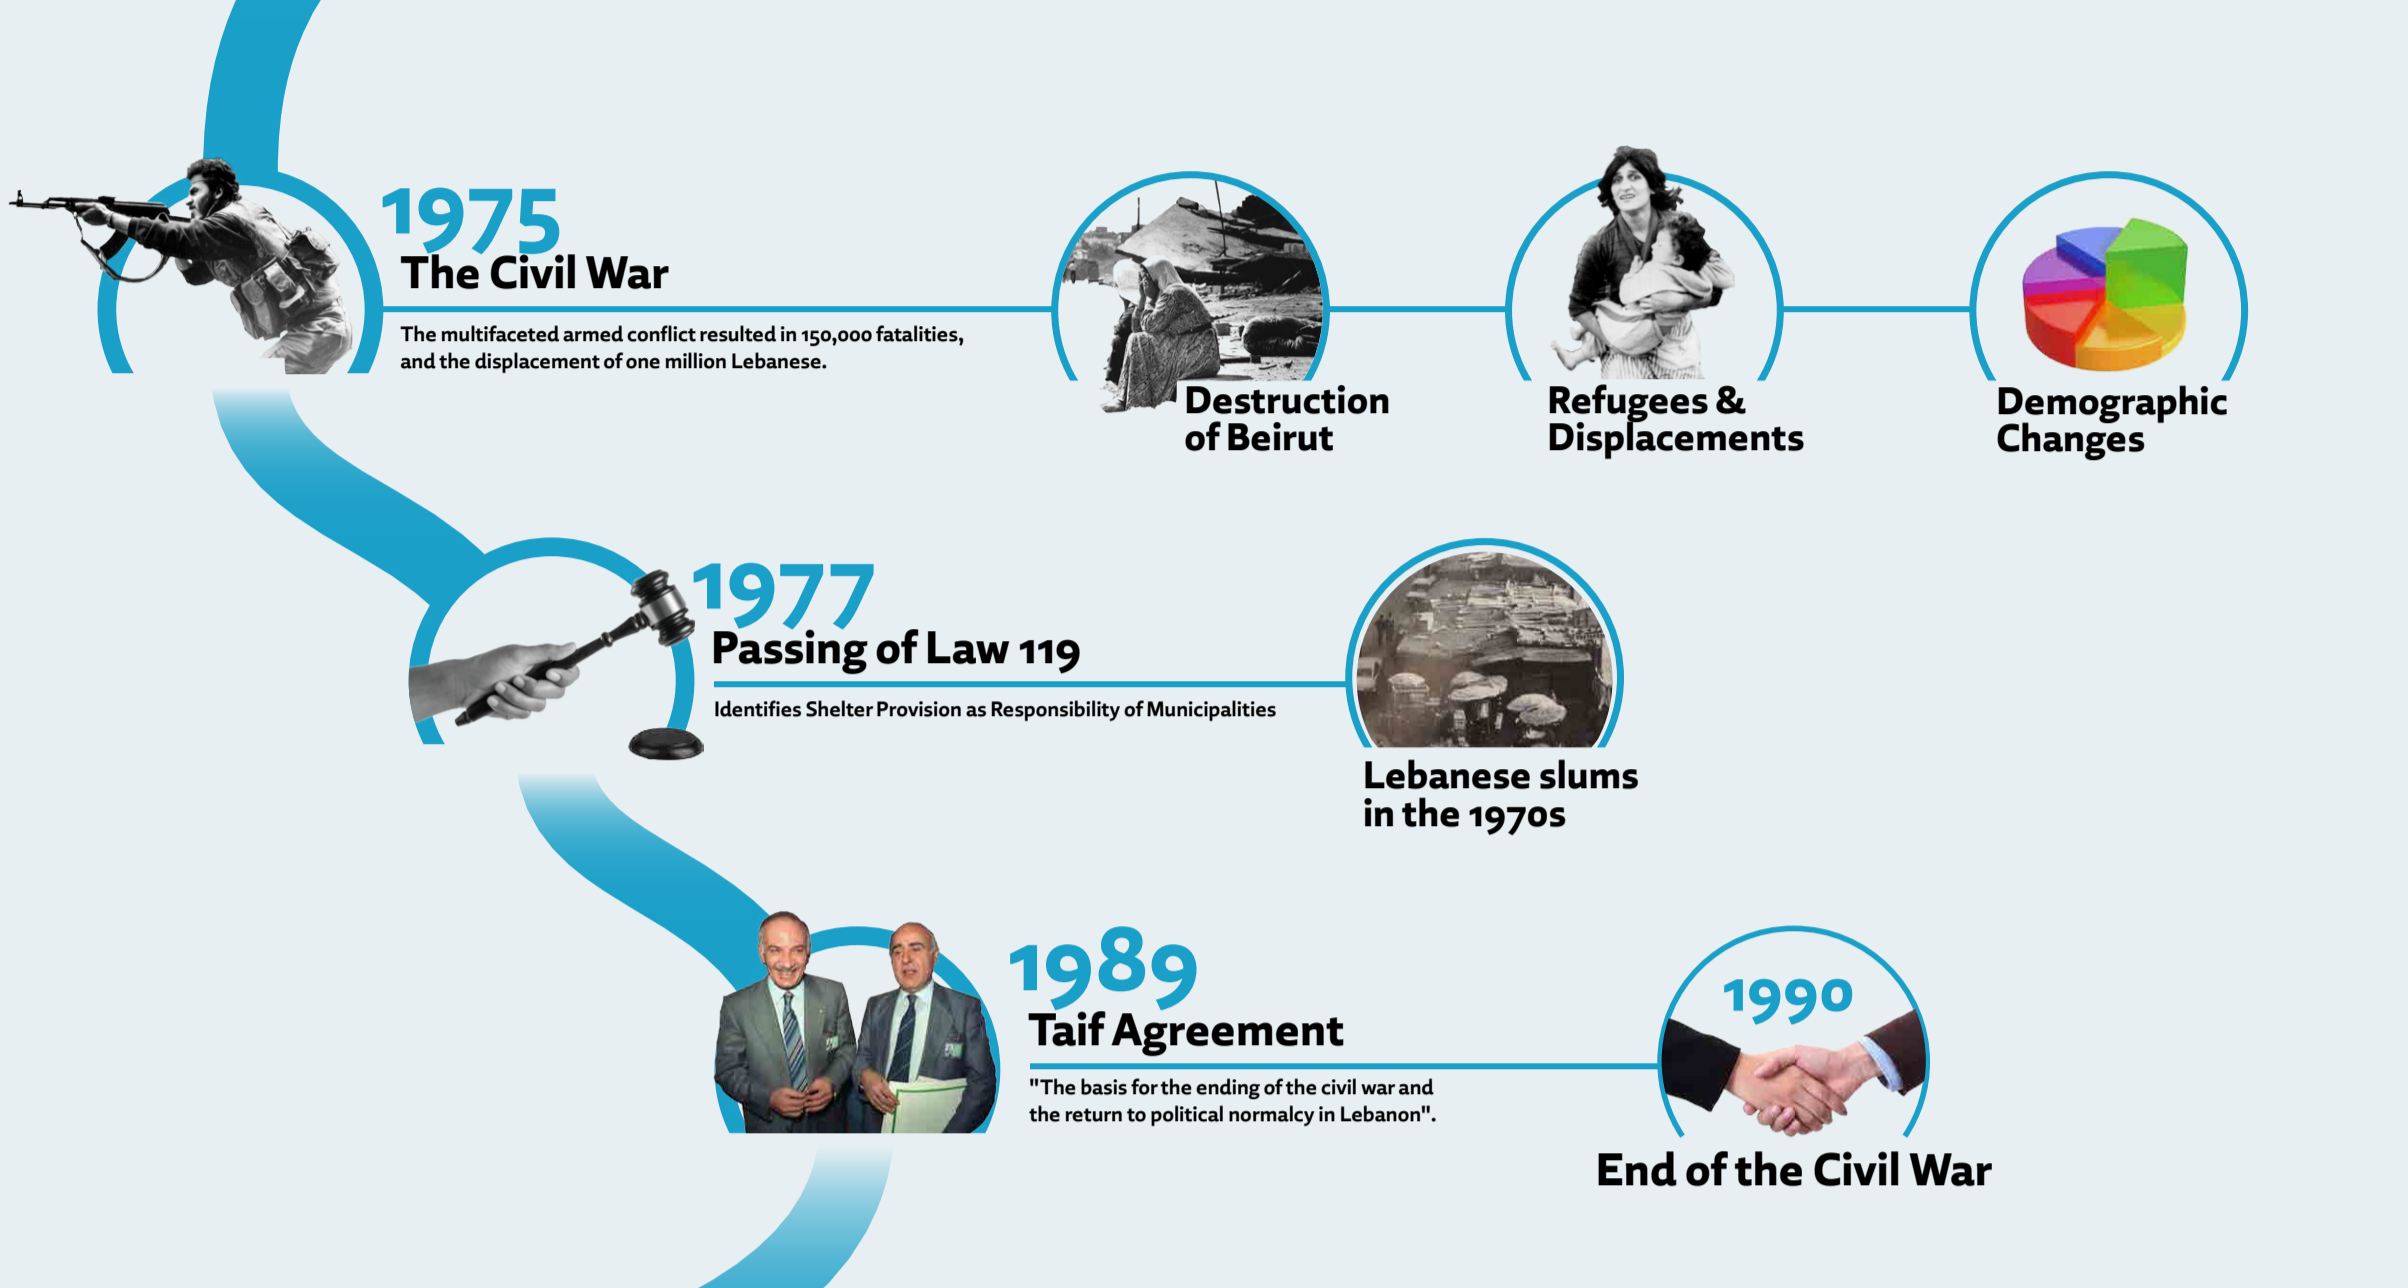 1975
The Civil War
The multifaceted armed conflict resulted in 150,000 fatalities,
and the displacement of one million Lebanese.
Destruction
of Beirut
Refugees &
Displacements
Demographic
Changes
1977
Passing of Law 119
Identifies Shelter Provision as Responsibility of Municipalities
Lebanese slums
in the 1970s
1989
Taif Agreement
"The basis for the ending of the civil war and
the return to political normalcy in Lebanon".
1990
End of the Civil War